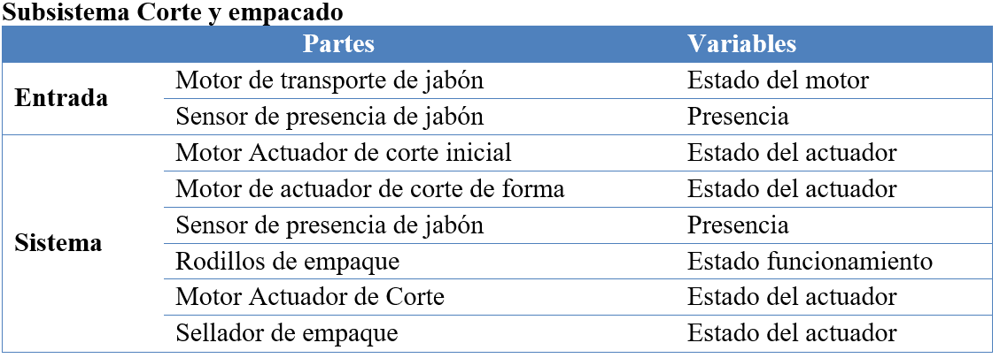 Subsistema Corte y empacado
Partes Variables
Entrada
Motor de transporte de jabón Estado del motor
Sensor de presencia de jabón Presencia
Sistema
Motor Actuador de corte inicial Estado del actuador
Motor de actuador de corte de forma Estado del actuador
Sensor de presencia de jabón Presencia
Rodillos de empaque Estado funcionamiento
Motor Actuador de Corte Estado del actuador
Sellador de empaque Estado del actuador